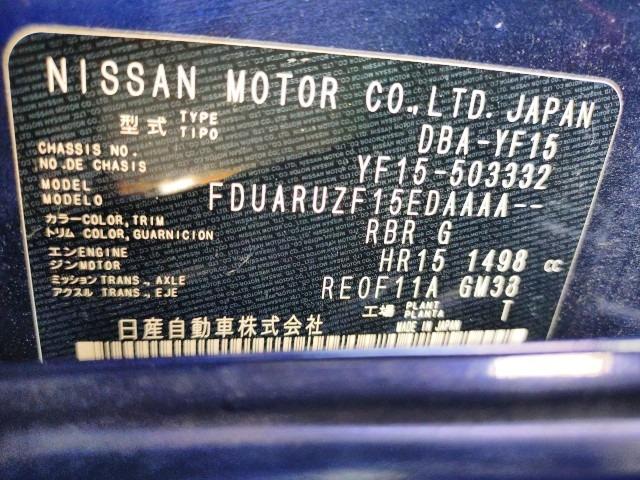 NISSAN MOTOR CO.,LTD. JAPAN
型式 TYPE TIPO DBA-YF15
CHASSIS NO. NO.DE CHASSIS YF15-503332
MODEL MODELO FDUARUZF15EDAAAA--
カラー COLOR, TRIM
トリム COLOR, GUARNICION RBR G
エン ENGINE
ジン MOTOR HR15 1498 cc
ミッション TRANS., AXLE
アクスル TRANS., EJE RE0F11A GM38
工場 PLANT PLANTA T
日産自動車株式会社 MADE IN JAPAN